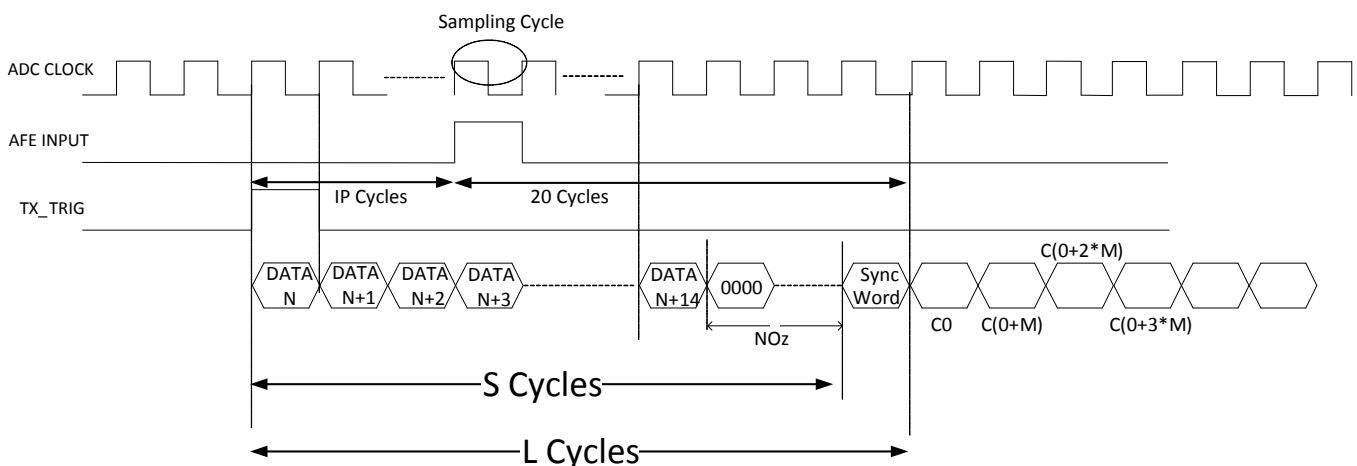 Sampling Cycle
ADC CLOCK
AFE INPUT
IP Cycles
20 Cycles
TX_TRIG
C(0+2*M)
DATA N
DATA N+1
DATA N+2
DATA N+3
DATA N+14
0000
Sync Word
C0
C(0+M)
C(0+3*M)
NOz
S Cycles
L Cycles